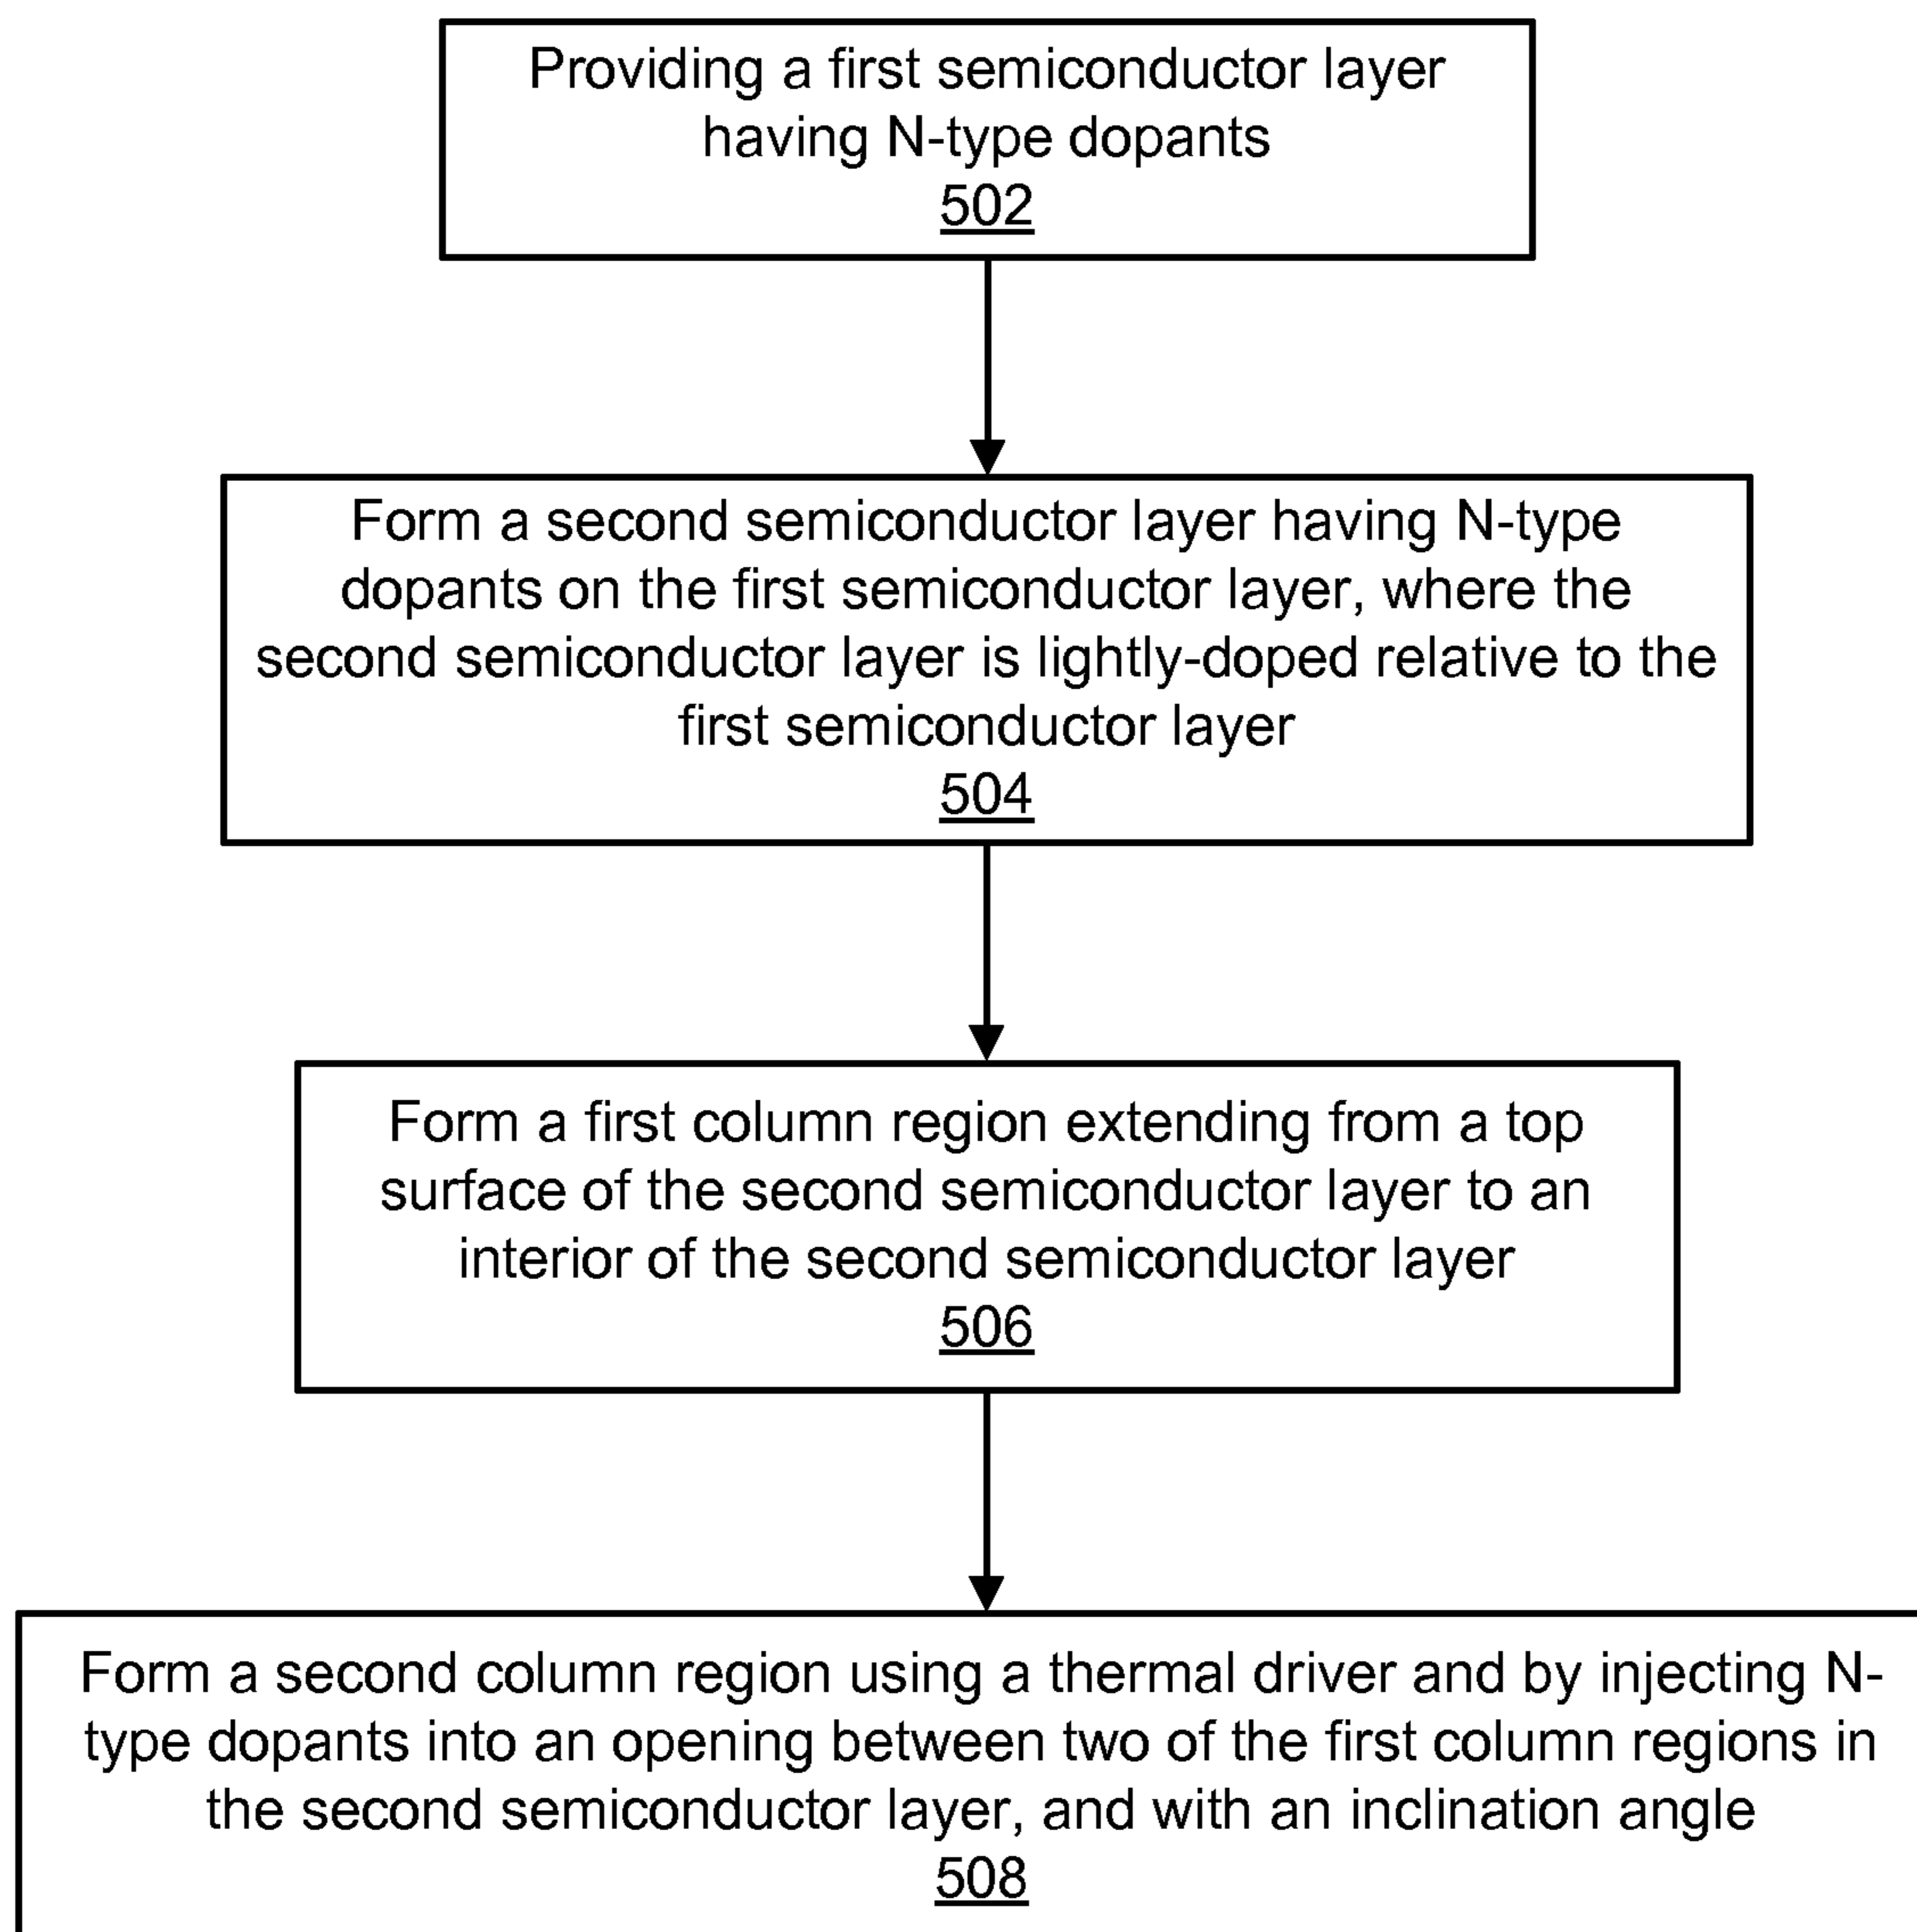 Providing a first semiconductor layer
having N-type dopants
502
Form a second semiconductor layer having N-type
dopants on the first semiconductor layer, where the
second semiconductor layer is lightly-doped relative to the
first semiconductor layer
504
Form a first column region extending from a top
surface of the second semiconductor layer to an
interior of the second semiconductor layer
506
Form a second column region using a thermal driver and by injecting N-
type dopants into an opening between two of the first column regions in
the second semiconductor layer, and with an inclination angle
508